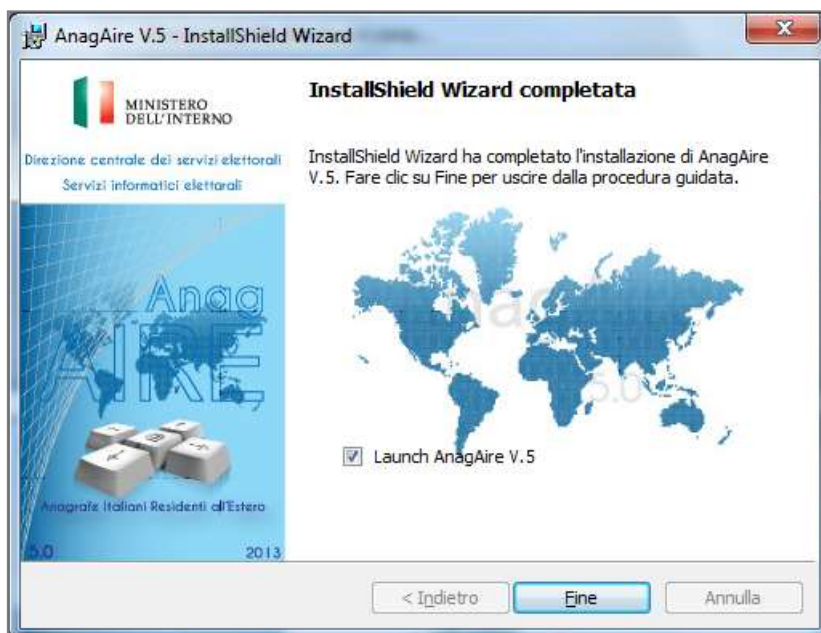 AnagAire V.5 - InstallShield Wizard
MINISTERO
DELL'INTERNO
Direzione centrale dei servizi elettorali
Servizi informatici elettorali
Anag
AIRE
Anagrafe Italiani Residenti all'Estero
5.0
2013
InstallShield Wizard completata
InstallShield Wizard ha completato l'installazione di AnagAire
V.5. Fare clic su Fine per uscire dalla procedura guidata.
5.0
Launch AnagAire V.5
< Indietro
Fine
Annulla